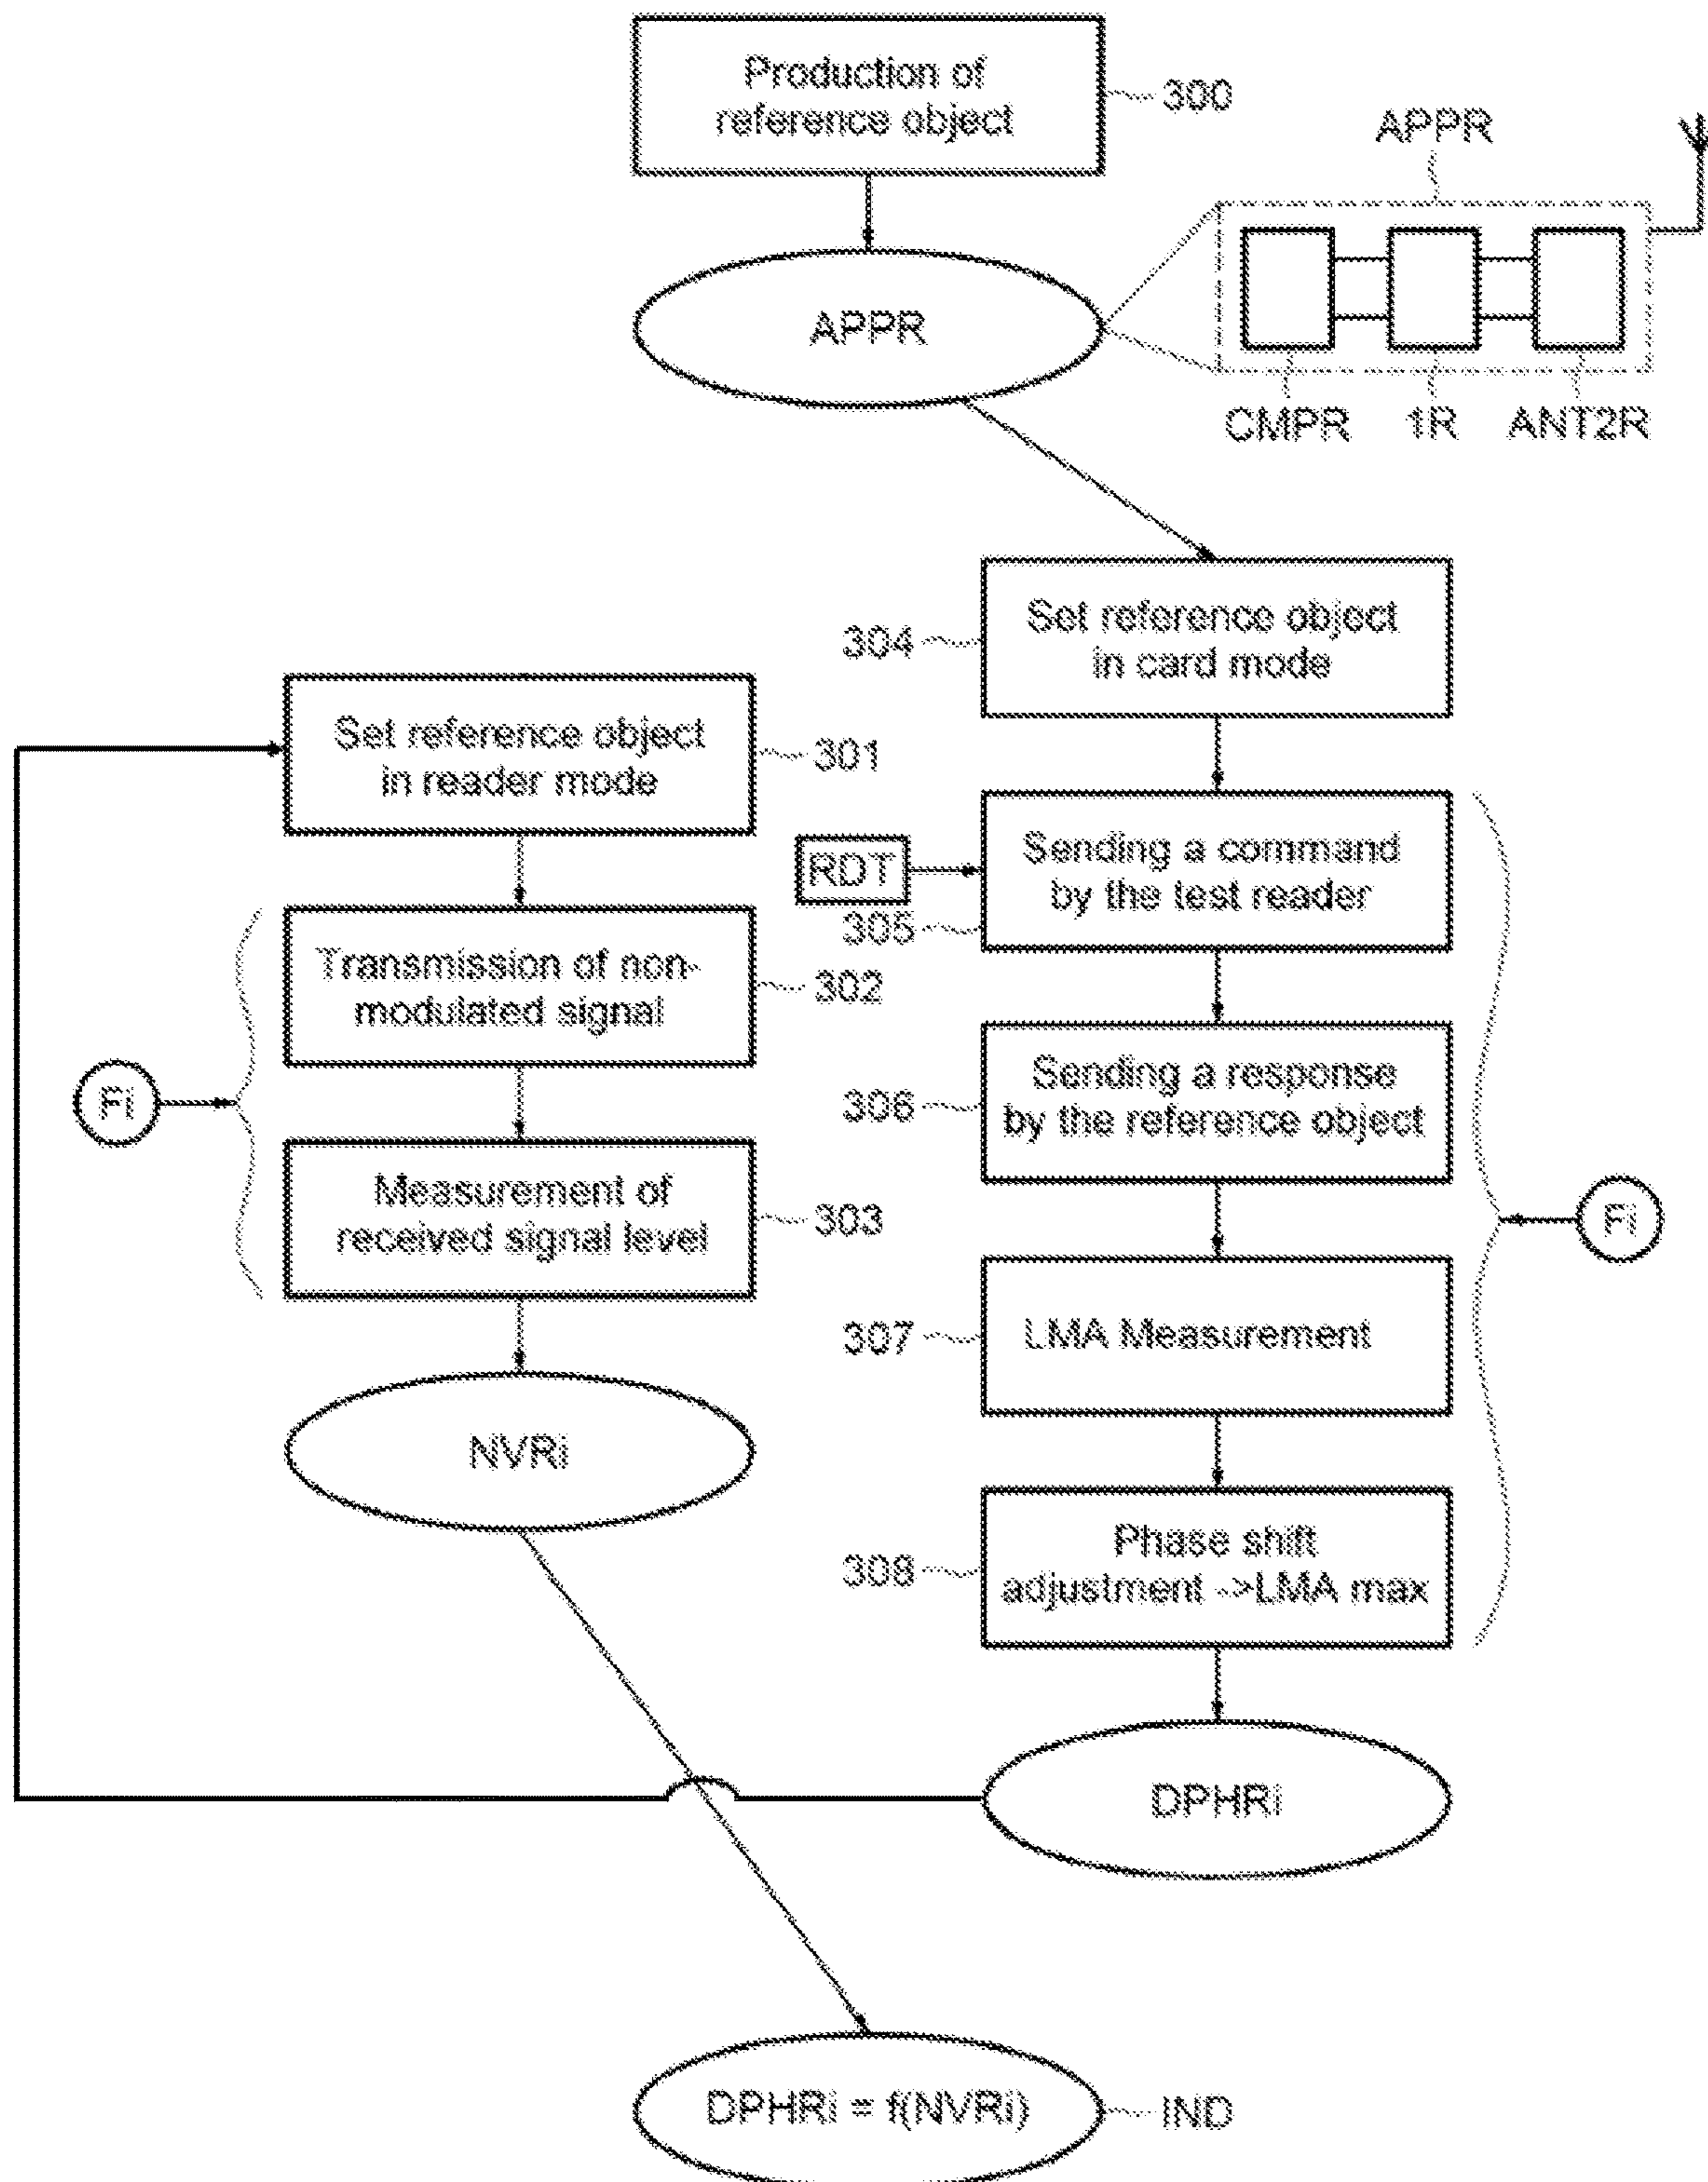 Production of
reference object
300
APPR
APPR
CMPR
1R
ANT2R
Set reference object
in card mode
304
Set reference object
in reader mode
301
RDT
Sending a command
by the test reader
305
Transmission of non-
modulated signal
302
Sending a response
by the reference object
306
Fi
Measurement of
received signal level
303
Fi
LMA Measurement
307
NVRi
Phase shift
adjustment ->LMA max
308
DPHRi
DPHRi = f(NVRi)
IND